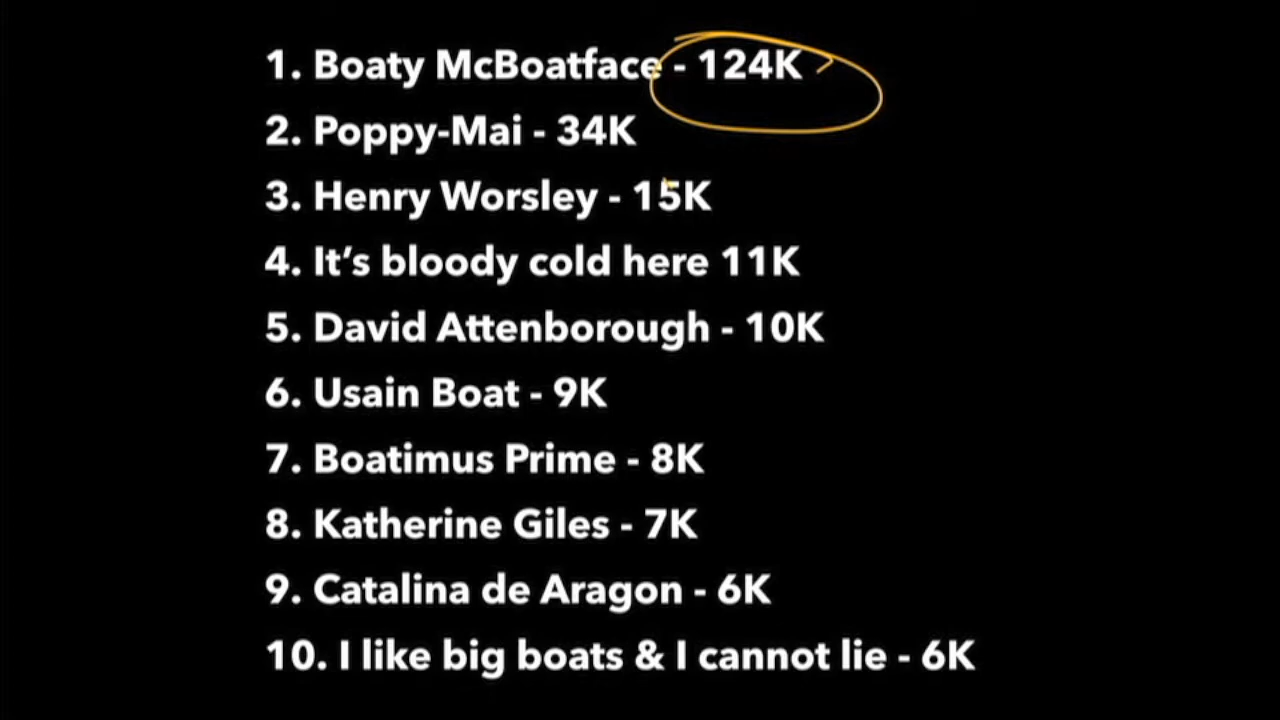 1. Boaty McBoatface - 124K
2. Poppy-Mai - 34K
3. Henry Worsley - 15K
4. It’s bloody cold here 11K
5. David Attenborough - 10K
6. Usain Boat - 9K
7. Boatimus Prime - 8K
8. Katherine Giles - 7K
9. Catalina de Aragon - 6K
10. I like big boats & I cannot lie - 6K